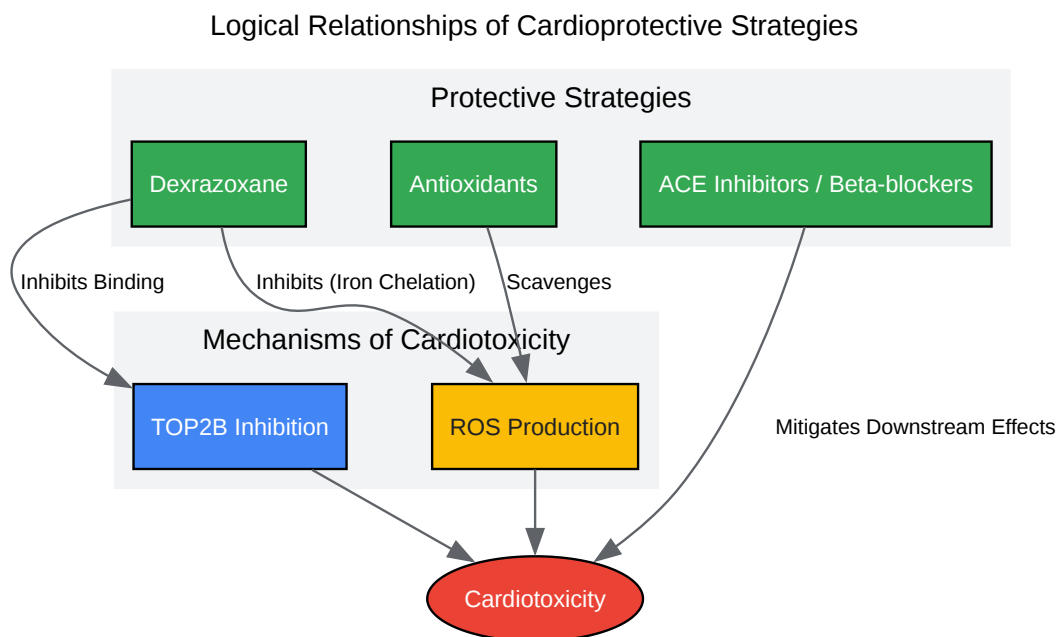 Logical Relationships of Cardioprotective Strategies
Protective Strategies
Dexrazoxane
Antioxidants
ACE Inhibitors / Beta-blockers
Inhibits Binding
Inhibits (Iron Chelation)
Scavenges
Mechanisms of Cardiotoxicity
TOP2B Inhibition
ROS Production
Mitigates Downstream Effects
Cardiotoxicity